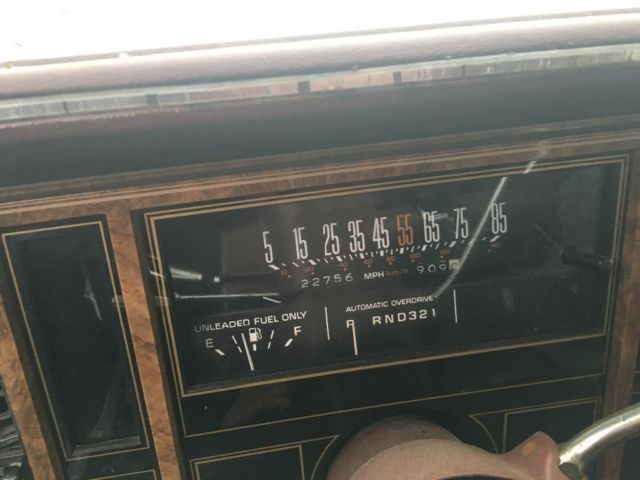 5 15 25 35 45 55 65 75 85
22756 MPH km/h 909
UNLEADED FUEL ONLY
E F
AUTOMATIC OVERDRIVE
P RND321